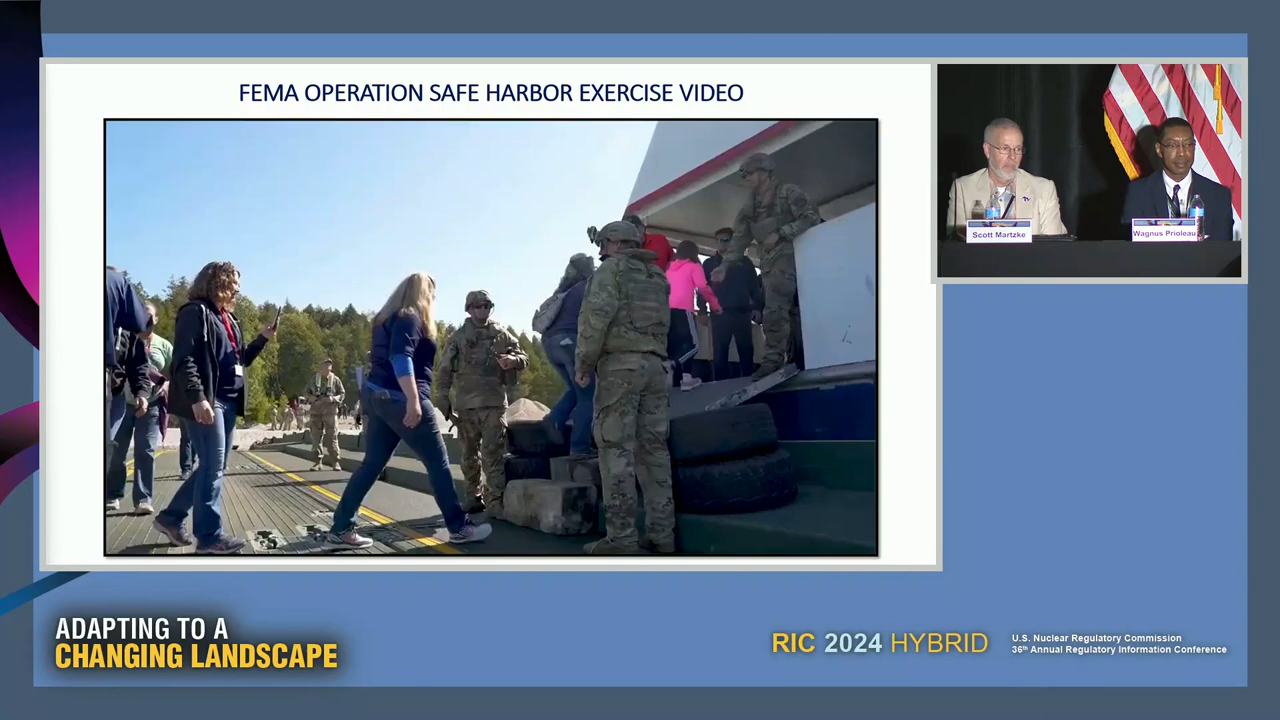 FEMA OPERATION SAFE HARBOR EXERCISE VIDEO
Scott Martzke
Wagnus Prioleau
ADAPTING TO A
CHANGING LANDSCAPE
RIC 2024 HYBRID
U.S. Nuclear Regulatory Commission
36th Annual Regulatory Information Conference